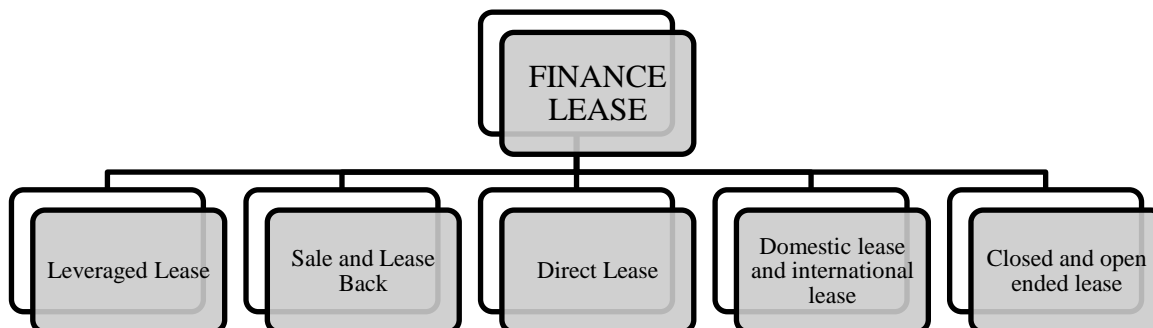 FINANCE
LEASE
Leveraged Lease
Sale and Lease
Back
Direct Lease
Domestic lease
and international
lease
Closed and open
ended lease